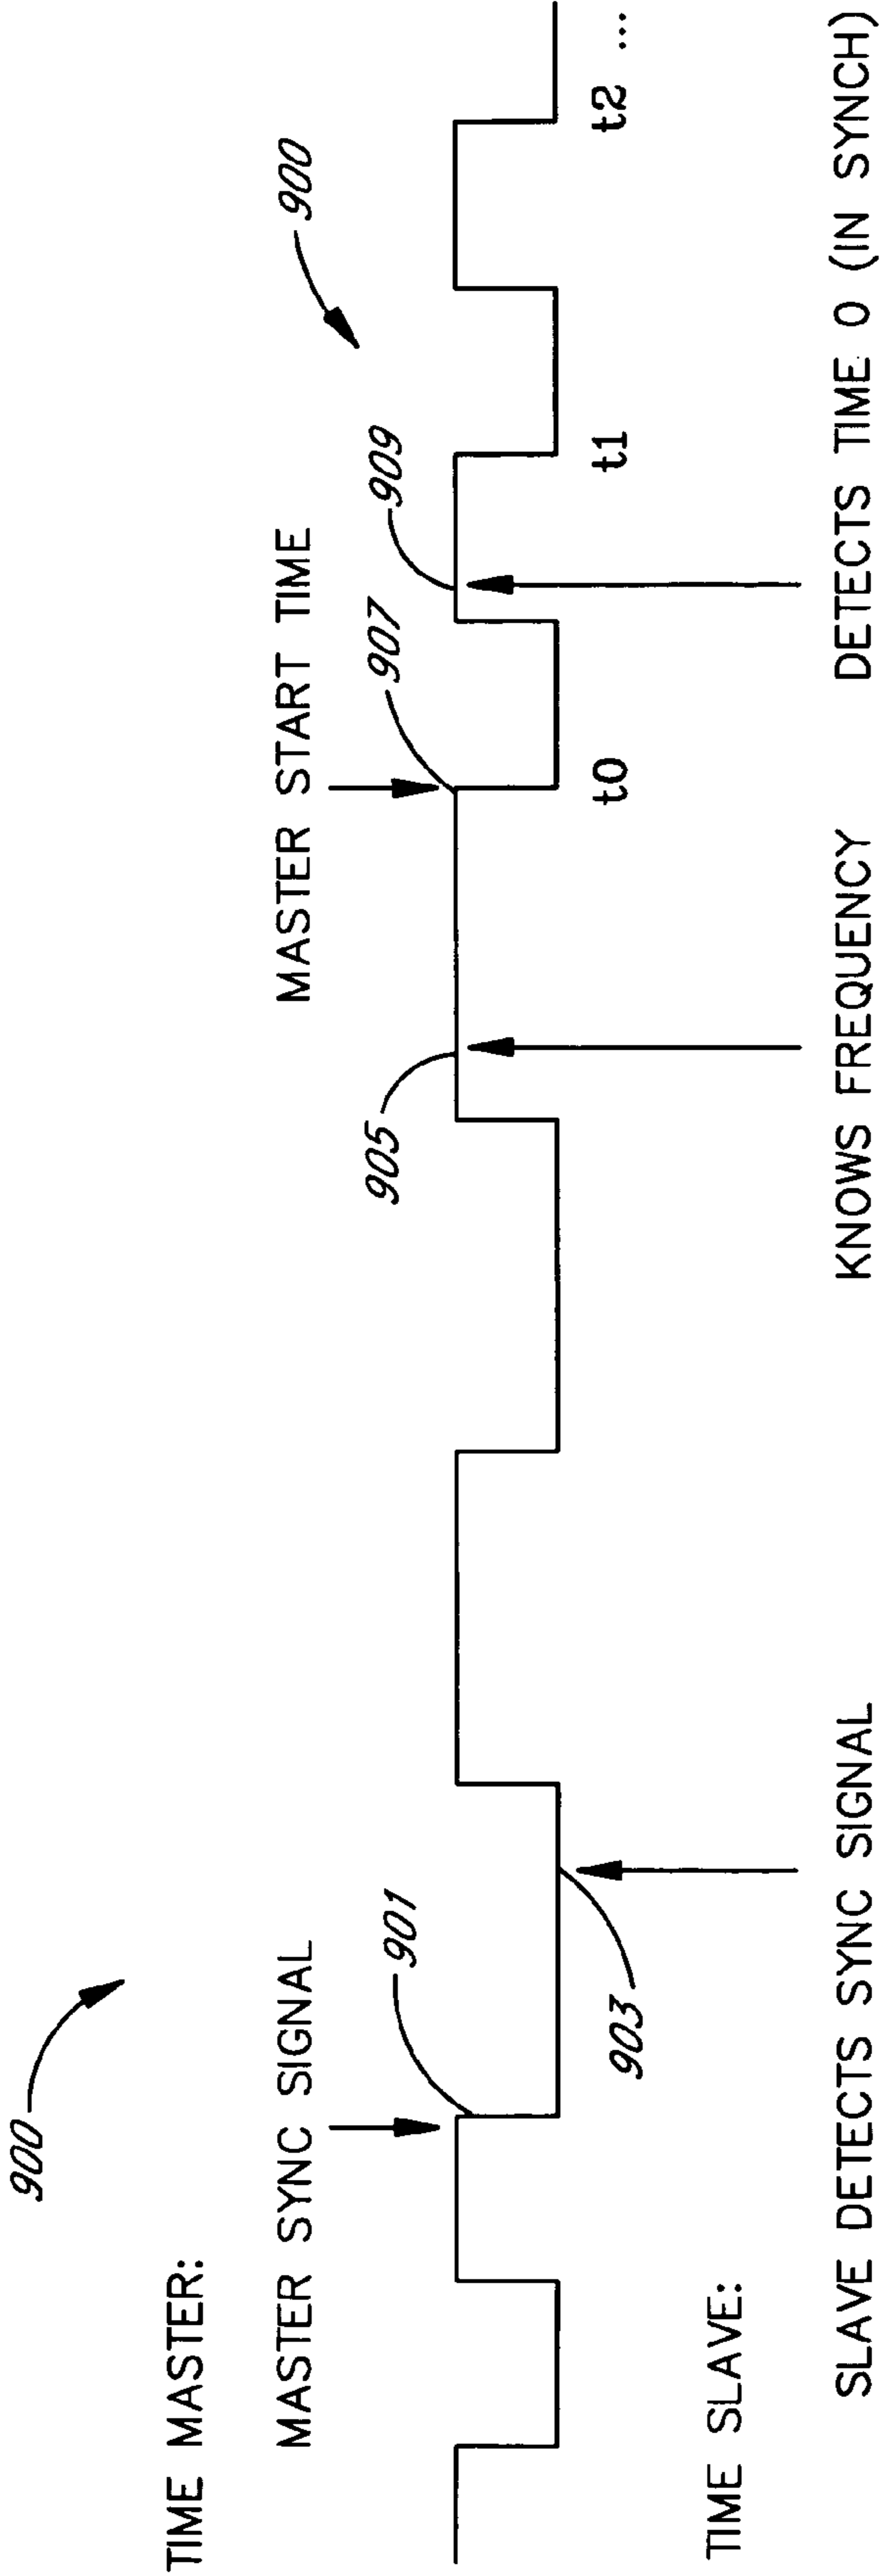 900
TIME MASTER:
MASTER SYNC SIGNAL
MASTER START TIME
900
901
905
907
909
903
t0
t1
t2 ...
TIME SLAVE:
SLAVE DETECTS SYNC SIGNAL
KNOWS FREQUENCY
DETECTS TIME 0 (IN SYNCH)